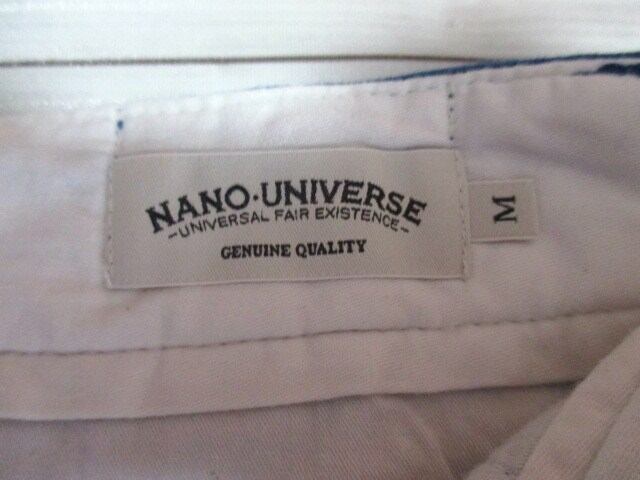 NANO·UNIVERSE
-UNIVERSAL FAIR EXISTENCE-
GENUINE QUALITY
M